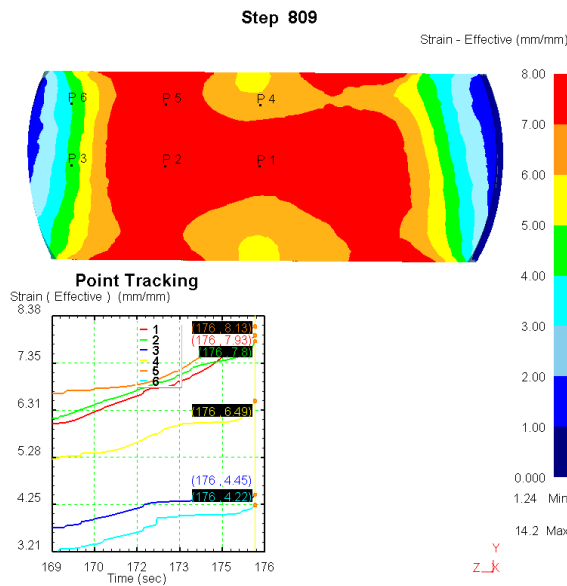 Step 809
Strain - Effective (mm/mm)
8.00
7.00
6.00
5.00
4.00
3.00
2.00
1.00
0.000
1.24 Min
14.2 Max
P 6
P 5
P 4
P 3
P 2
P 1
Point Tracking
Strain ( Effective ) (mm/mm)
8.38
7.35
6.31
5.28
4.25
3.21
1
2
3
4
5
6
(176 , 8.13)
(176 , 7.93)
(176 , 7.8)
(176 , 6.49)
(176 , 4.45)
(176 , 4.22)
169
170
172
173
175
176
Time (sec)
Y
Z X